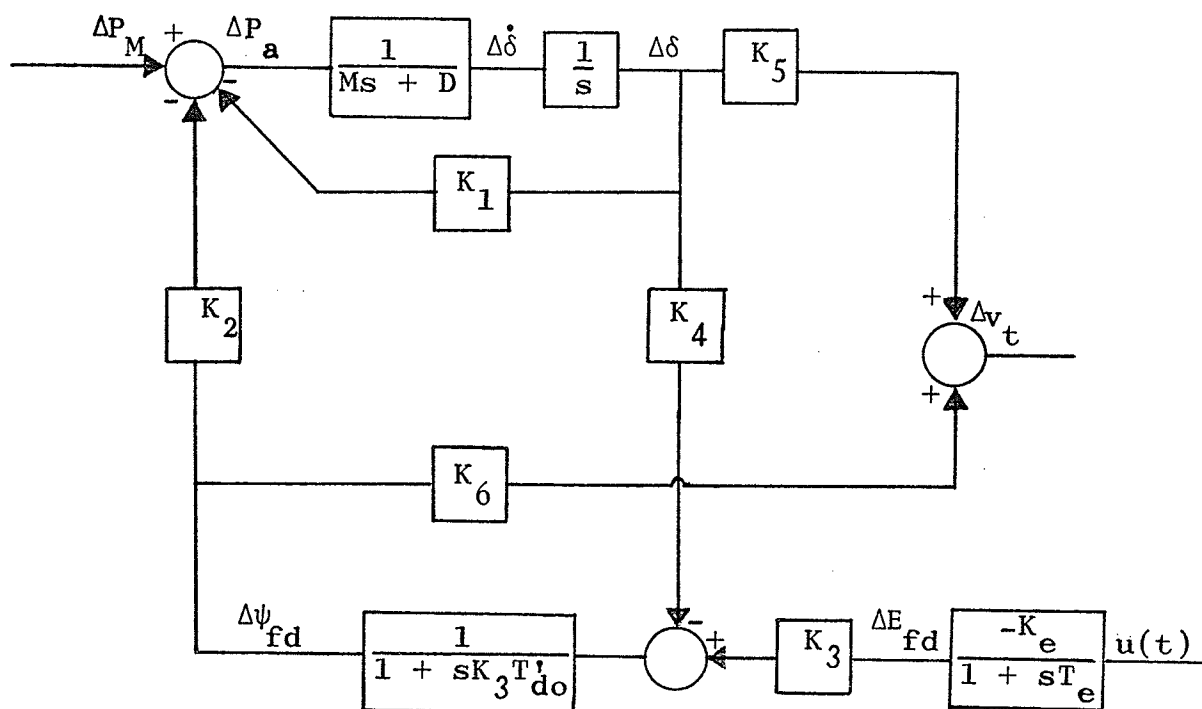 ΔP_M
+
ΔP_a
-
-
1
Ms + D
Δδ̇
1
s
Δδ
K_5
K_1
K_2
K_4
+
Δv_t
+
K_6
Δψ_fd
1
1 + sK_3T'_do
-
+
K_3
ΔE_fd
-K_e
1 + sT_e
u(t)